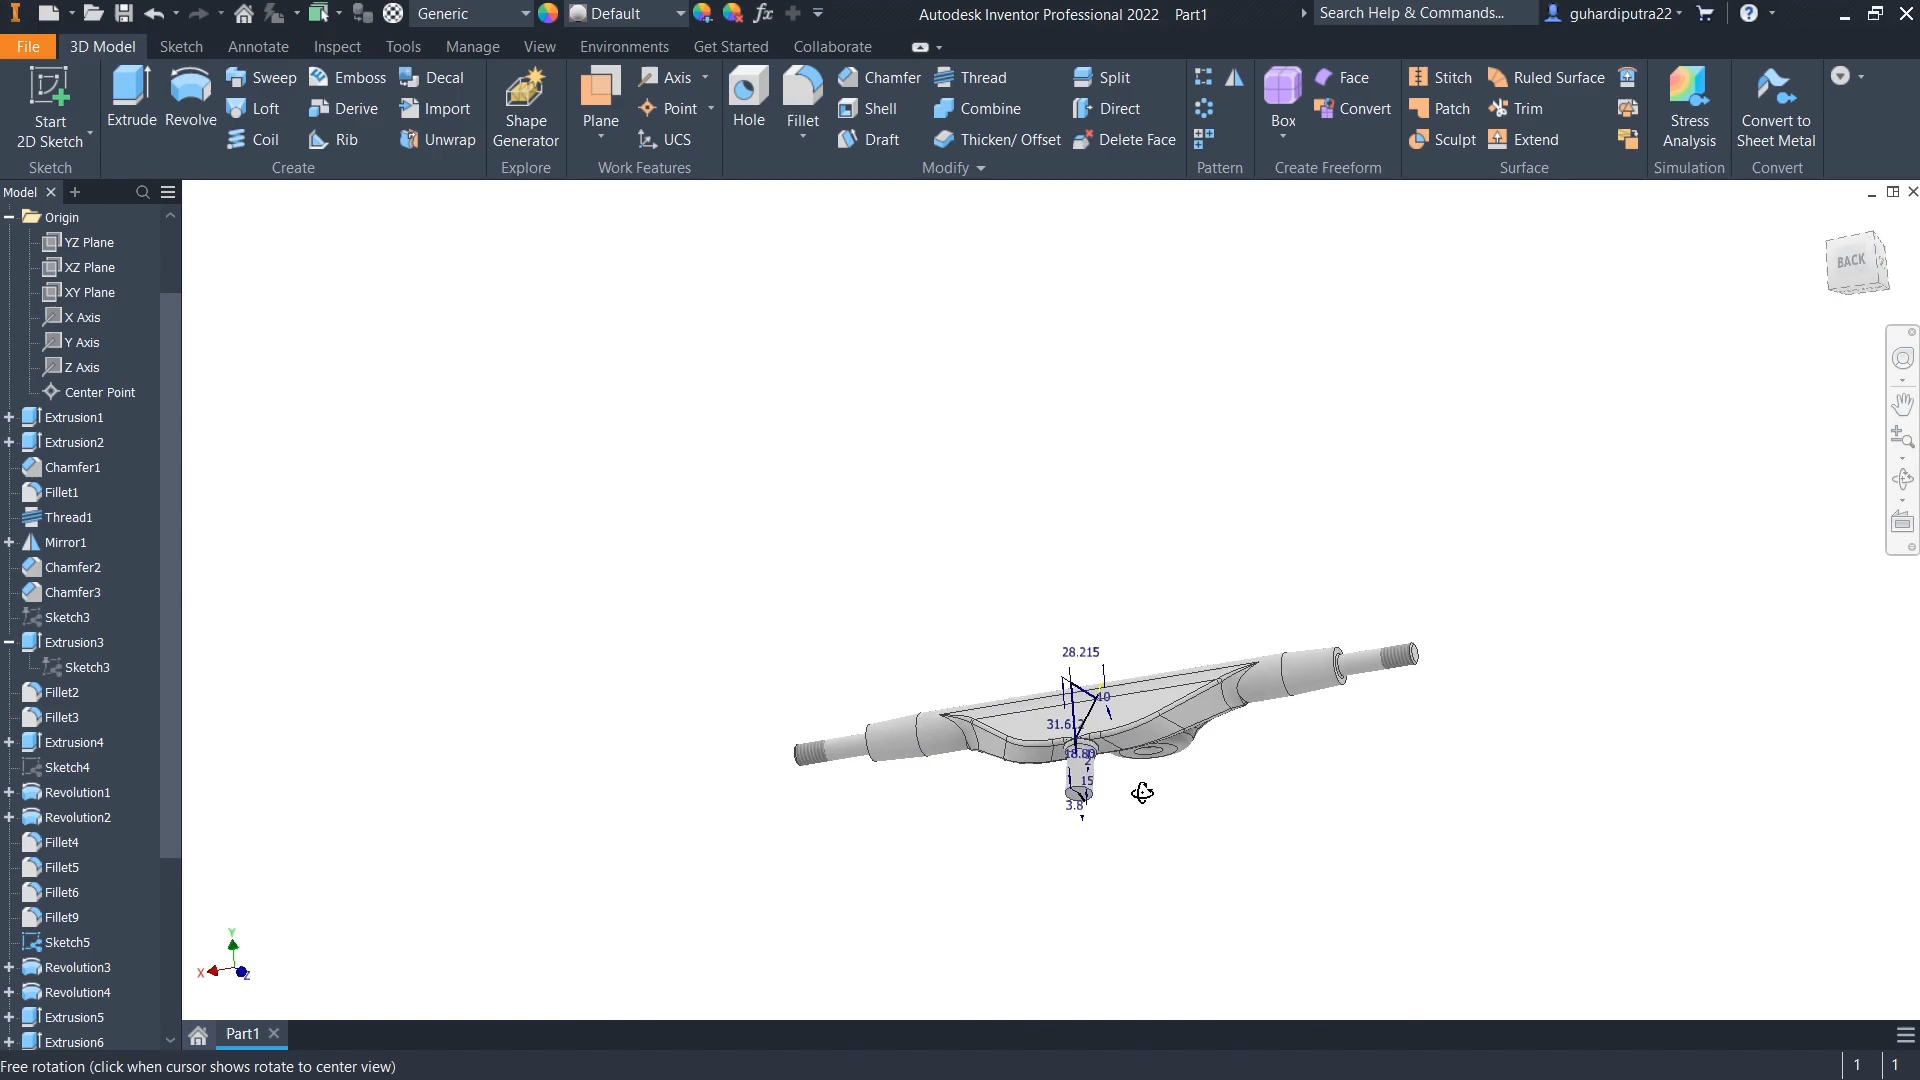 Generic
Default
fx
Autodesk Inventor Professional 2022 Part1
Search Help & Commands...
guhardiputra22
File
3D Model
Sketch
Annotate
Inspect
Tools
Manage
View
Environments
Get Started
Collaborate
Start
2D Sketch
Sketch
Extrude
Revolve
Sweep
Loft
Coil
Emboss
Derive
Rib
Decal
Import
Unwrap
Create
Shape
Generator
Explore
Plane
Axis
Point
UCS
Work Features
Hole
Fillet
Chamfer
Shell
Draft
Thread
Combine
Thicken/ Offset
Split
Direct
Delete Face
Modify
Pattern
Box
Face
Convert
Create Freeform
Stitch
Patch
Sculpt
Ruled Surface
Trim
Extend
Surface
Stress
Analysis
Simulation
Convert to
Sheet Metal
Convert
Model
Origin
YZ Plane
XZ Plane
XY Plane
X Axis
Y Axis
Z Axis
Center Point
Extrusion1
Extrusion2
Chamfer1
Fillet1
Thread1
Mirror1
Chamfer2
Chamfer3
Sketch3
Extrusion3
Sketch3
Fillet2
Fillet3
Extrusion4
Sketch4
Revolution1
Revolution2
Fillet4
Fillet5
Fillet6
Fillet9
Sketch5
Revolution3
Revolution4
Extrusion5
Extrusion6
BACK
28.215
10
31.612
15
3.8
Y
X
Z
Part1
Free rotation (click when cursor shows rotate to center view)
1
1